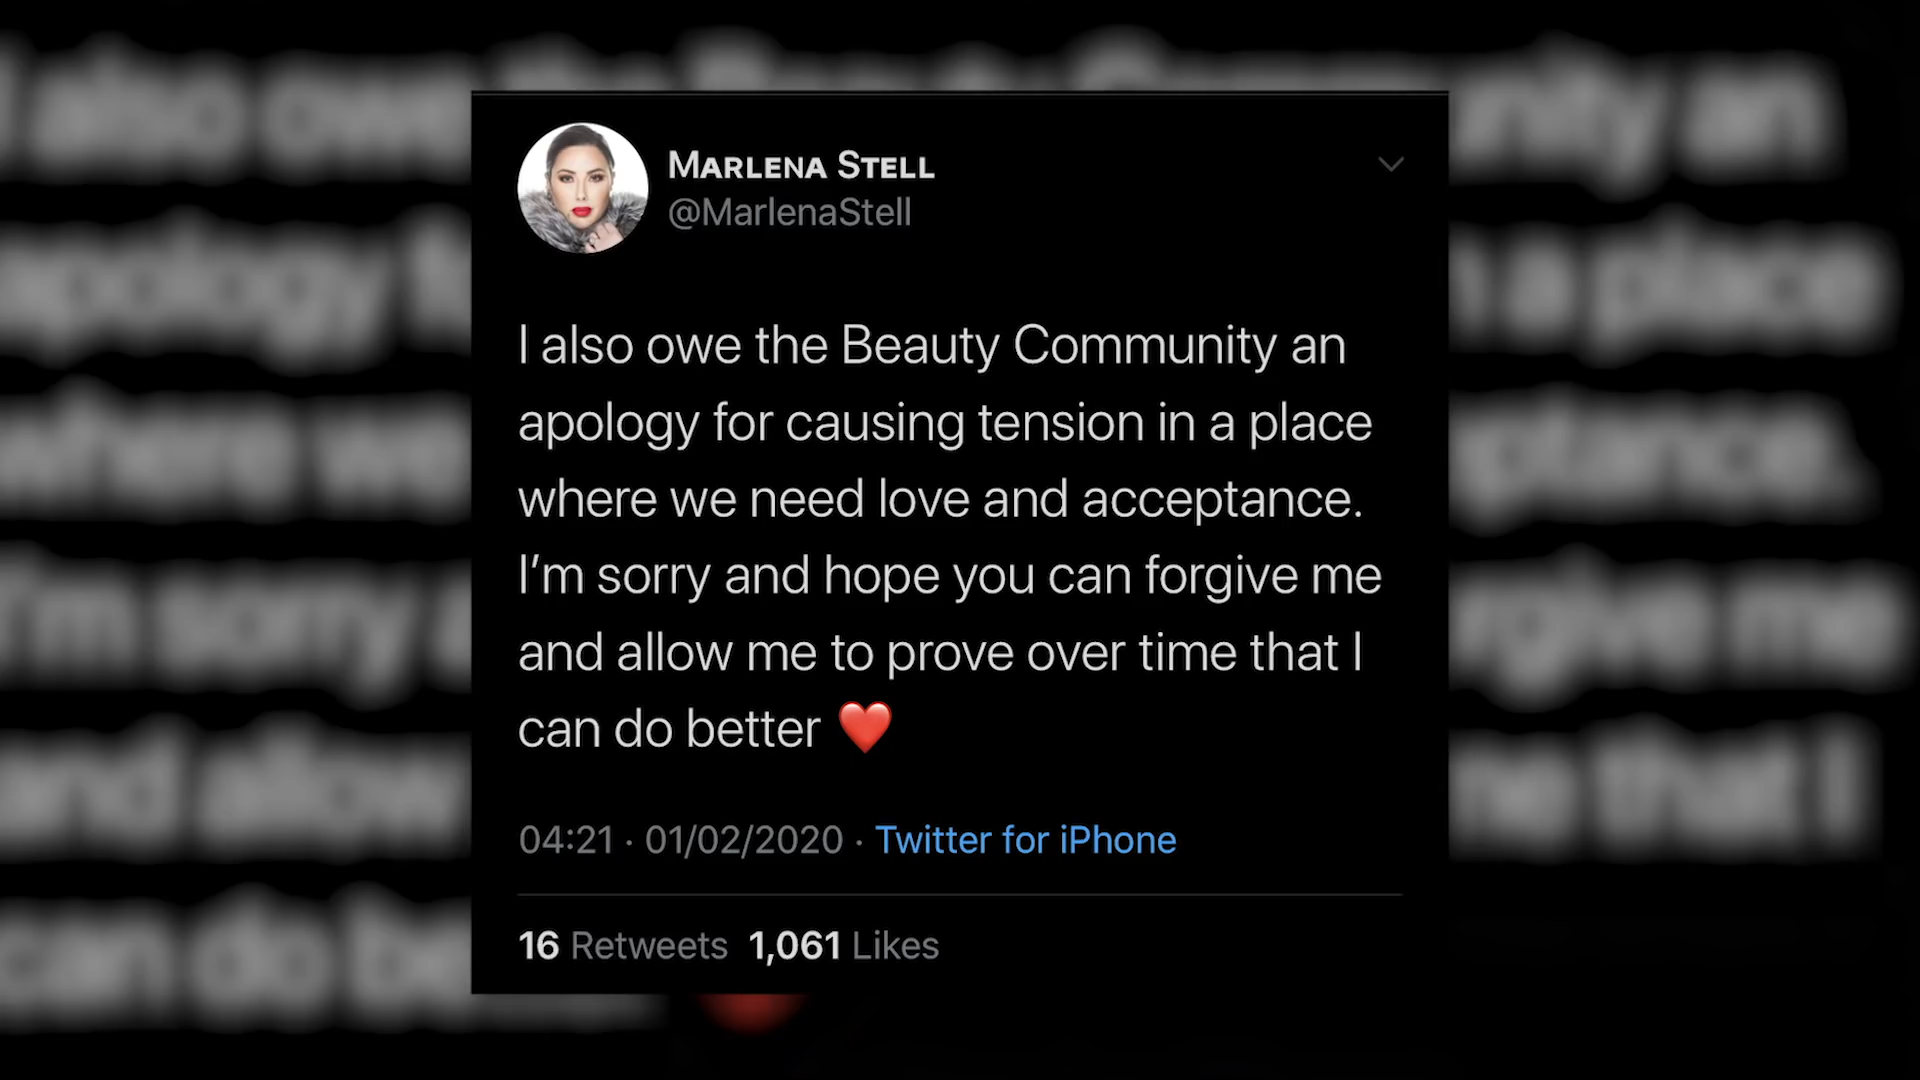 MARLENA STELL
@MarlenaStell
I also owe the Beauty Community an
apology for causing tension in a place
where we need love and acceptance.
I’m sorry and hope you can forgive me
and allow me to prove over time that I
can do better ❤️
04:21 · 01/02/2020 · Twitter for iPhone
16 Retweets 1,061 Likes